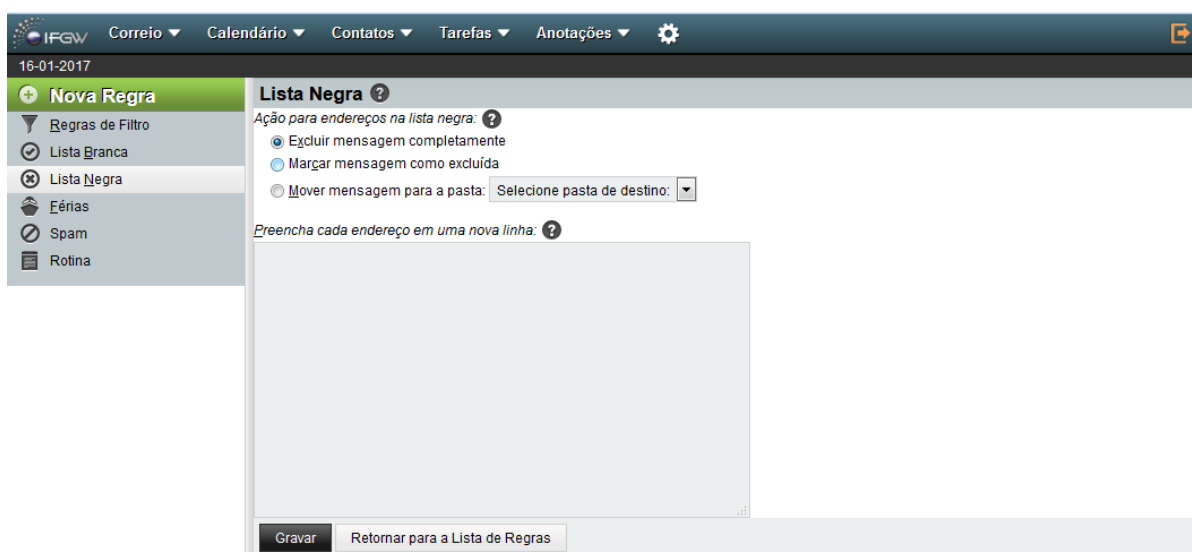 IFGW Correio Calendário Contatos Tarefas Anotações
16-01-2017
Nova Regra
Regras de Filtro
Lista Branca
Lista Negra
Férias
Spam
Rotina
Lista Negra
Ação para endereços na lista negra:
Excluir mensagem completamente
Marcar mensagem como excluída
Mover mensagem para a pasta: Selecione pasta de destino:
Preencha cada endereço em uma nova linha:
Gravar Retornar para a Lista de Regras